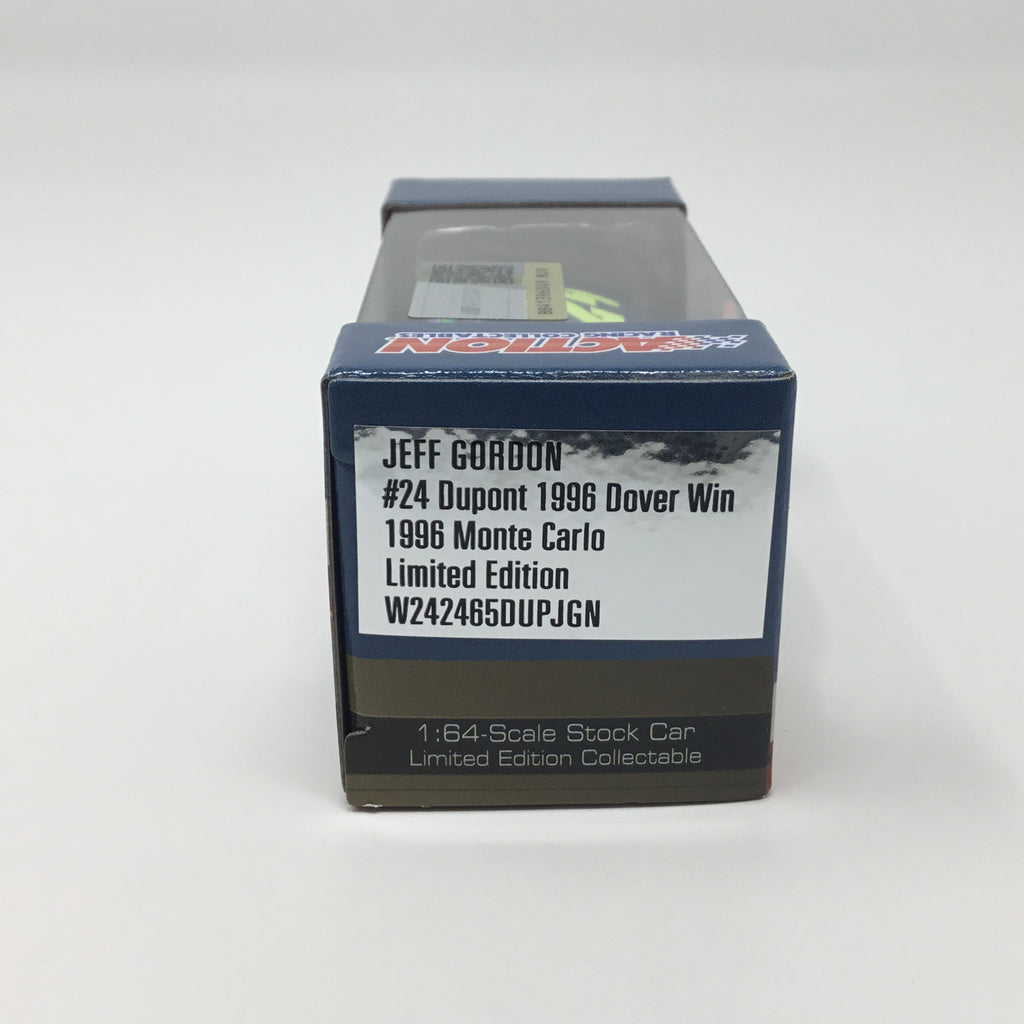 ACTION
RACING COLLECTABLES
JEFF GORDON
#24 Dupont 1996 Dover Win
1996 Monte Carlo
Limited Edition
W242465DUPJGN
1:64-Scale Stock Car
Limited Edition Collectable